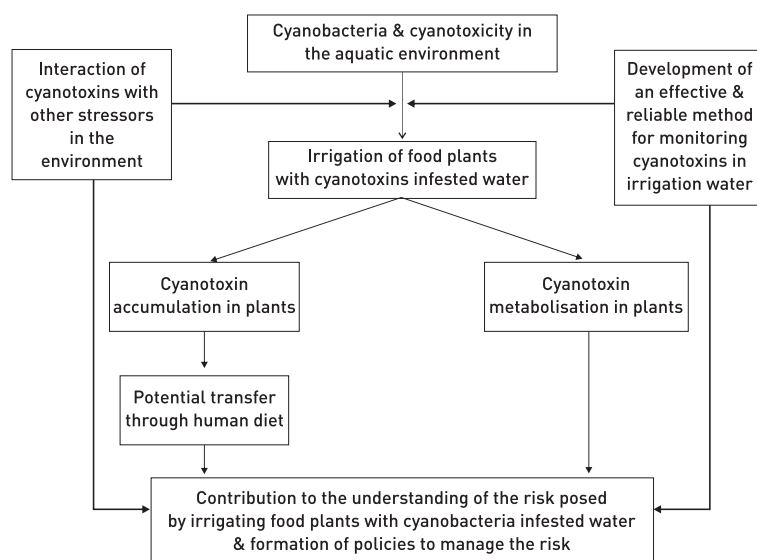 Cyanobacteria & cyanotoxicity in
the aquatic environment
Interaction of
cyanotoxins with
other stressors
in the
environment
Development of
an effective &
reliable method
for monitoring
cyanotoxins in
irrigation water
Irrigation of food plants
with cyanotoxins infested water
Cyanotoxin
accumulation in plants
Cyanotoxin
metabolisation in plants
Potential transfer
through human diet
Contribution to the understanding of the risk posed
by irrigating food plants with cyanobacteria infested water
& formation of policies to manage the risk